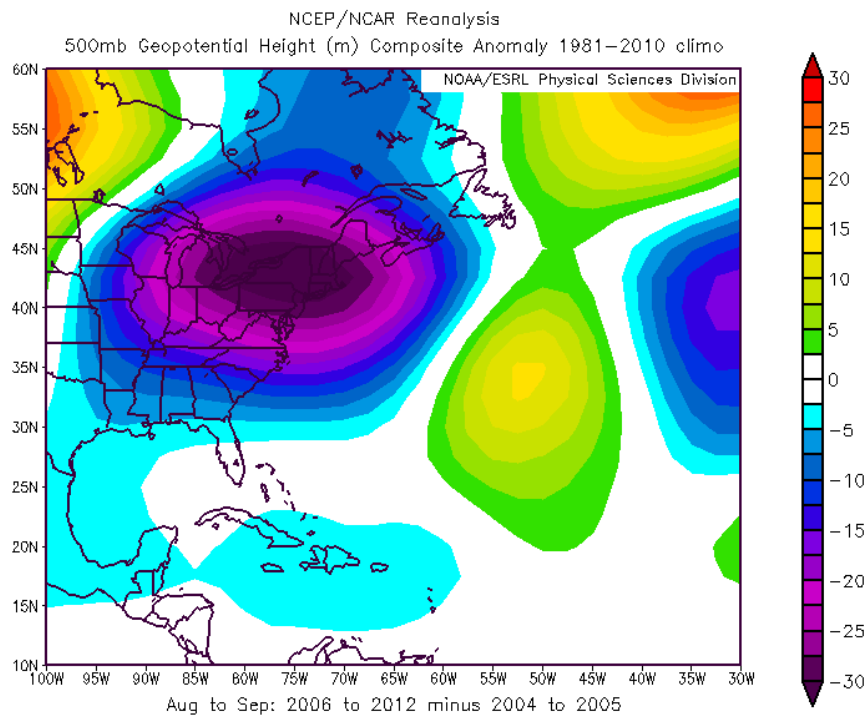 NCEP/NCAR Reanalysis
500mb Geopotential Height (m) Composite Anomaly 1981–2010 climo
NOAA/ESRL Physical Sciences Division
60N
55N
50N
45N
40N
35N
30N
25N
20N
15N
10N
100W 95W 90W 85W 80W 75W 70W 65W 60W 55W 50W 45W 40W 35W 30W
30
25
20
15
10
5
0
−5
−10
−15
−20
−25
−30
Aug to Sep: 2006 to 2012 minus 2004 to 2005